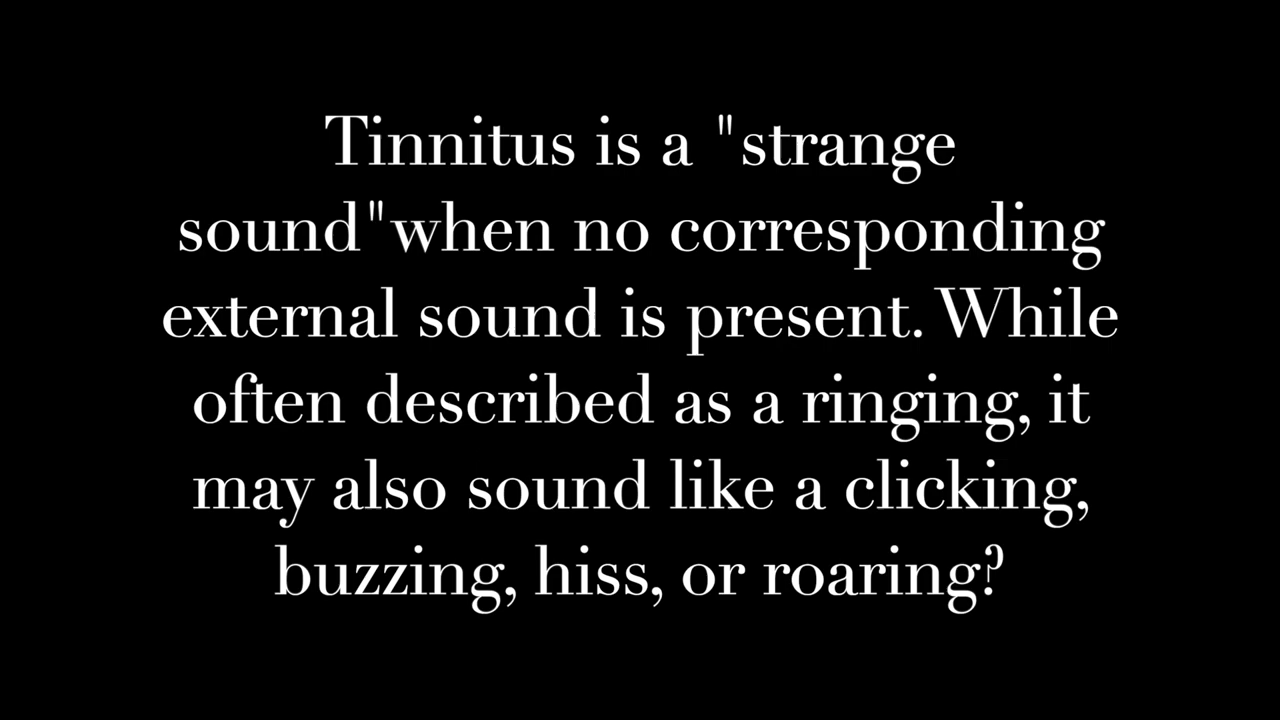 Tinnitus is a "strange
sound"when no corresponding
external sound is present. While
often described as a ringing, it
may also sound like a clicking,
buzzing, hiss, or roaring?